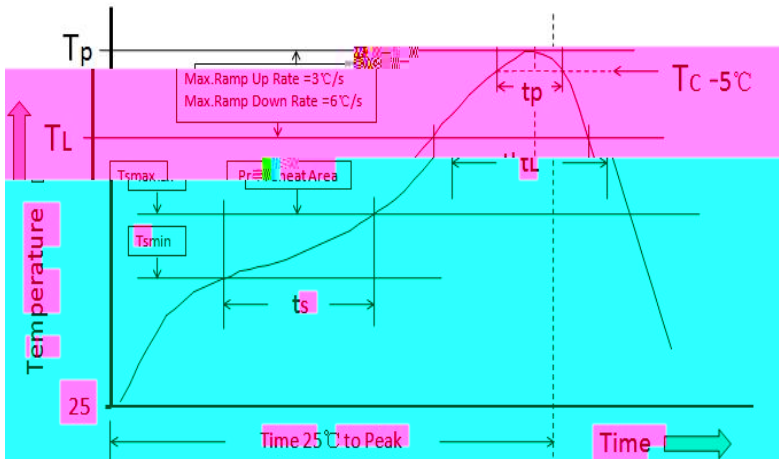 Tp
Max.Ramp Up Rate =3℃/s
Max.Ramp Down Rate =6℃/s
TC -5℃
tp
TL
tL
Tsmax
Area
Tsmin
ts
Temperature
25
Time 25℃ to Peak
Time